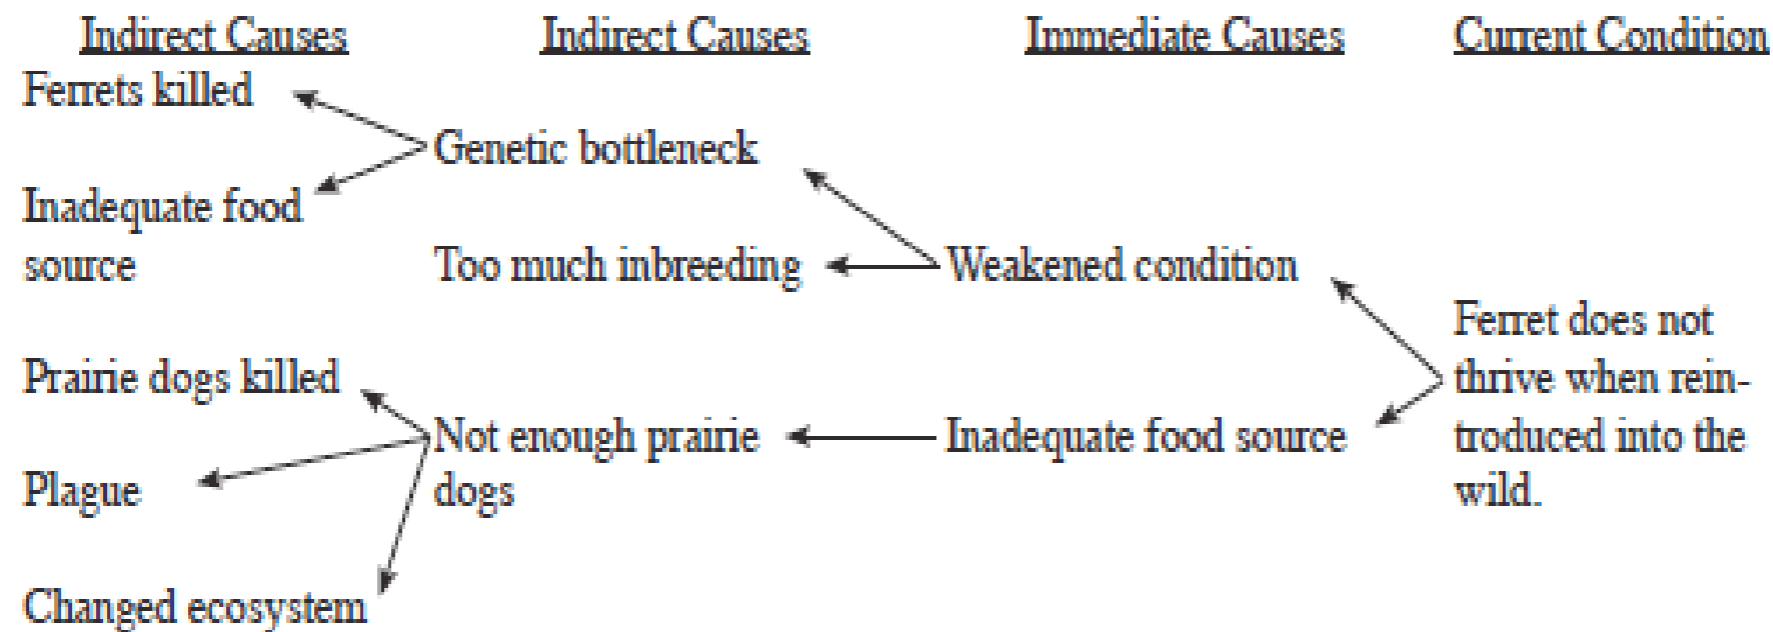 Indirect Causes
Indirect Causes
Immediate Causes
Current Condition
Ferrets killed
Genetic bottleneck
Inadequate food
source
Too much inbreeding
Weakened condition
Ferret does not
thrive when rein-
troduced into the
wild.
Prairie dogs killed
Not enough prairie
dogs
Inadequate food source
Plague
Changed ecosystem